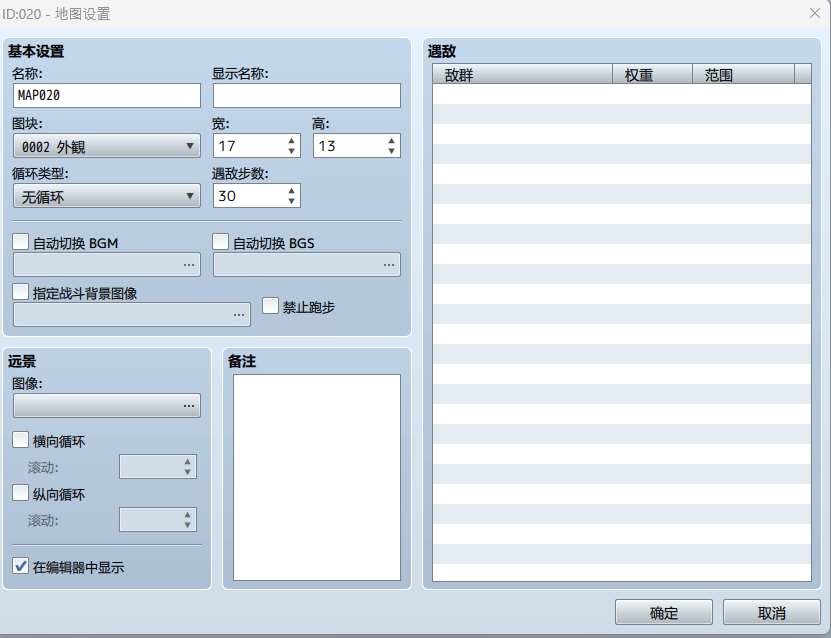 ID:020 - 地图设置
基本设置
名称:
显示名称:
MAP020
图块:
宽:
高:
0002 外観
17
13
循环类型:
遇敌步数:
无循环
30
自动切换 BGM
自动切换 BGS
...
...
指定战斗背景图像
...
禁止跑步
远景
图像:
...
横向循环
滚动:
纵向循环
滚动:
在编辑器中显示
备注
遇敌
敌群
权重
范围
确定
取消